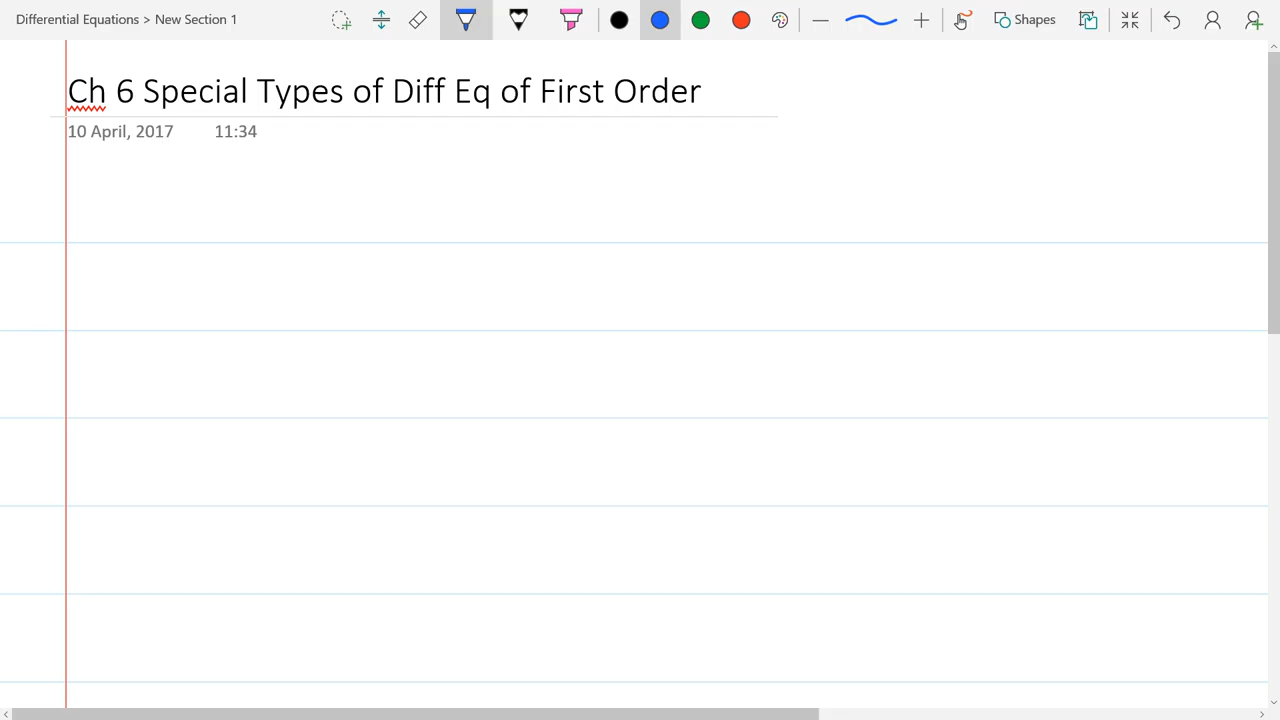 Differential Equations > New Section 1
Shapes
Ch 6 Special Types of Diff Eq of First Order
10 April, 2017 11:34